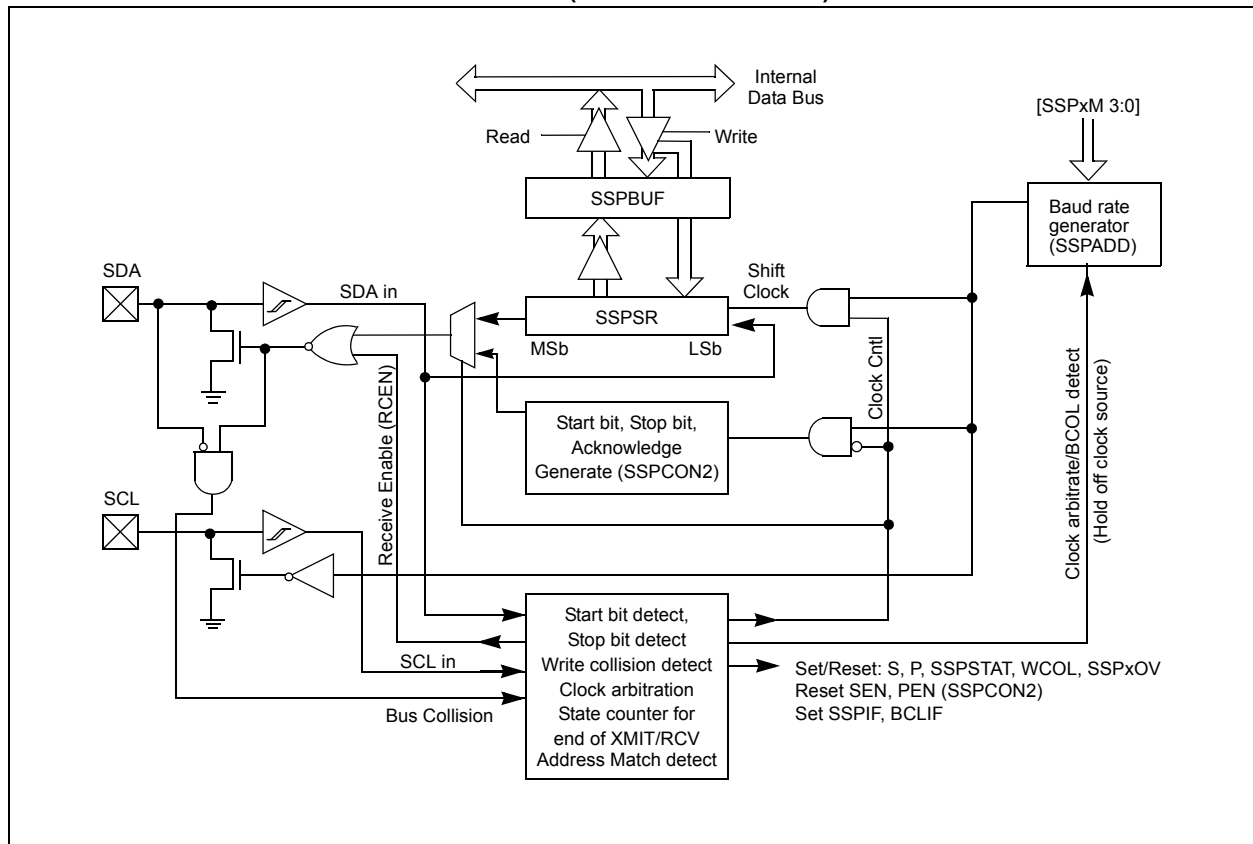 Internal
Data Bus
[SSPxM 3:0]
Read
Write
SSPBUF
Baud rate
generator
(SSPADD)
SDA
SDA in
Shift
Clock
SSPSR
MSb
LSb
Clock Cntl
Receive Enable (RCEN)
Start bit, Stop bit,
Acknowledge
Generate (SSPCON2)
Clock arbitrate/BCOL detect
(Hold off clock source)
SCL
Start bit detect,
Stop bit detect
SCL in
Write collision detect
Clock arbitration
Bus Collision
State counter for
end of XMIT/RCV
Address Match detect
Set/Reset: S, P, SSPSTAT, WCOL, SSPxOV
Reset SEN, PEN (SSPCON2)
Set SSPIF, BCLIF